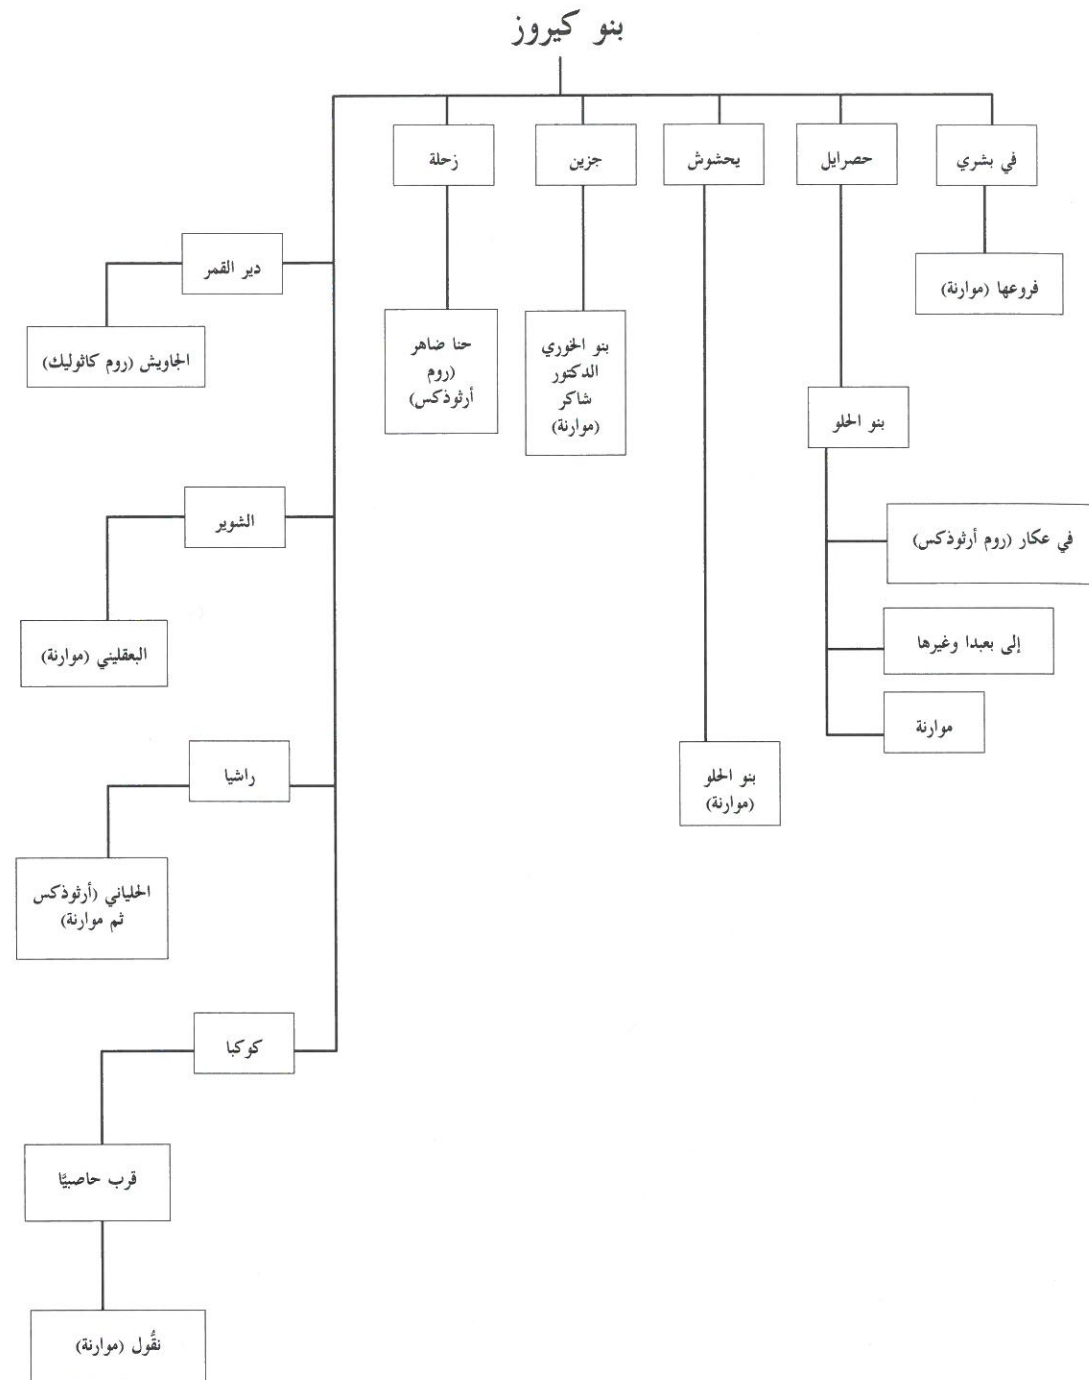 بنو كيروز
في بشري
حصرايل
يحشوش
جزين
زحلة
فروعها (موارنة)
بنو الحلو
في عكار (روم أرثوذكس)
إلى بعبدا وغيرها
موارنة
بنو الحلو
(موارنة)
بنو الخوري
الدكتور
شاكر
(موارنة)
حنا ضاهر
(روم
أرثوذكس)
دير القمر
الجاويش (روم كاثوليك)
الشوير
البعقليني (موارنة)
راشيا
الحلياني (أرثوذكس
ثم موارنة)
كوكبا
قرب حاصبيَّا
نقُّول (موارنة)